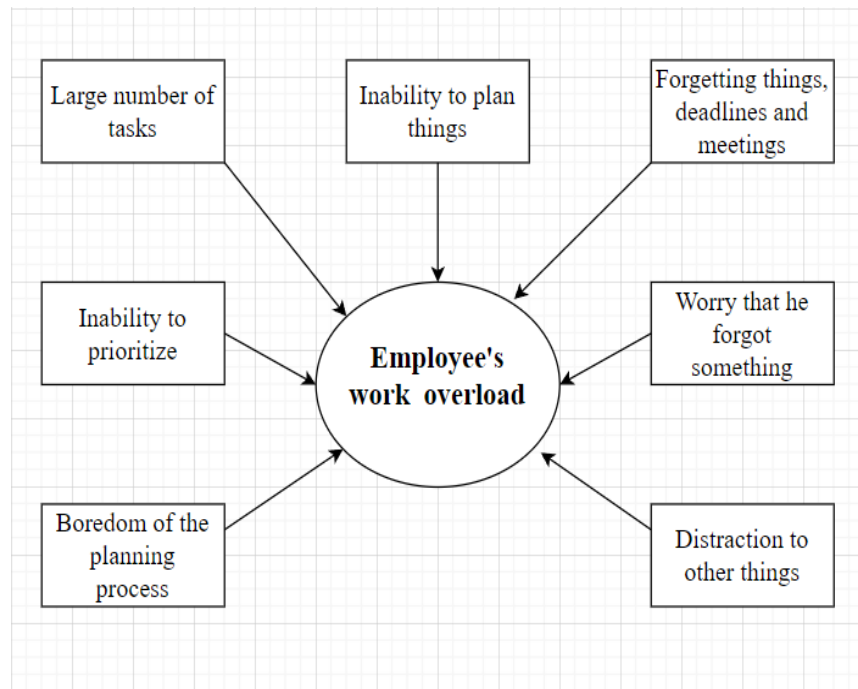 Large number of
tasks
Inability to plan
things
Forgetting things,
deadlines and
meetings
Inability to
prioritize
Employee's
work overload
Worry that he
forgot
something
Boredom of the
planning
process
Distraction to
other things